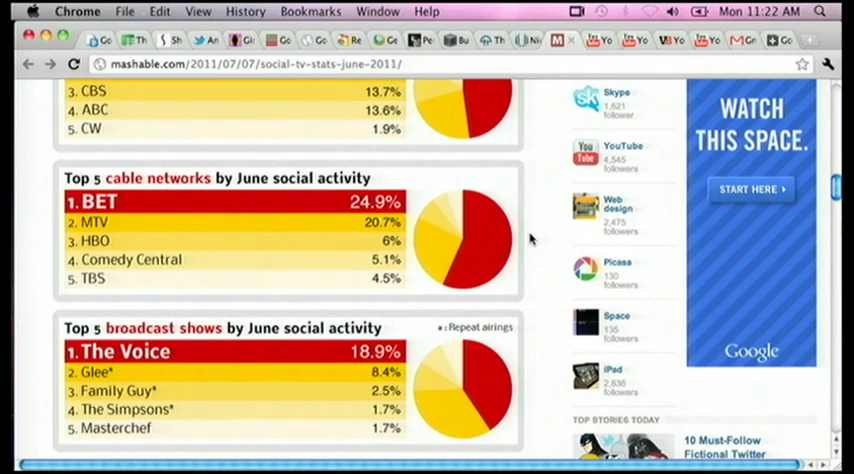 Chrome File Edit View History Bookmarks Window Help Mon 11:22 AM
mashable.com/2011/07/07/social-tv-stats-june-2011/
3. CBS 13.7%
4. ABC 13.6%
5. CW 1.9%
Top 5 cable networks by June social activity
1. BET 24.9%
2. MTV 20.7%
3. HBO 6%
4. Comedy Central 5.1%
5. TBS 4.5%
Top 5 broadcast shows by June social activity
*: Repeat airings
1. The Voice 18.9%
2. Glee* 8.4%
3. Family Guy* 2.5%
4. The Simpsons* 1.7%
5. Masterchef 1.7%
Skype
1,621
follower
You
Tube
YouTube
4,545
followers
Web
design
2,475
followers
Picasa
130
followers
Space
135
followers
iPad
2,836
followers
TOP STORIES TODAY
10 Must-Follow
Fictional Twitter
WATCH
THIS SPACE.
START HERE
Google